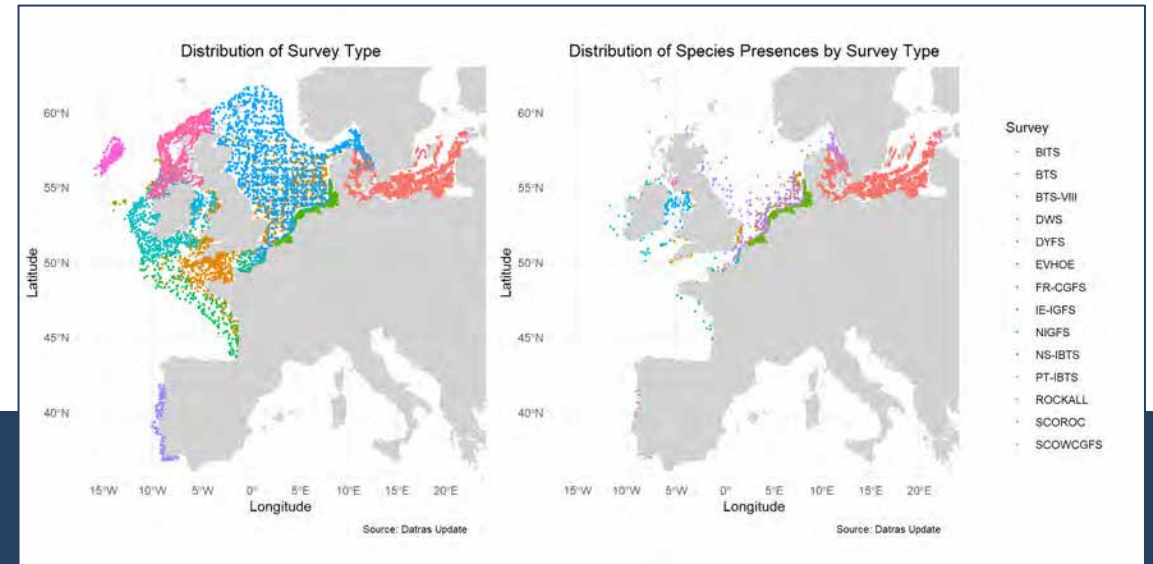 Distribution of Survey Type
60°N
55°N
50°N
45°N
40°N
Latitude
15°W 10°W 5°W 0° 5°E 10°E 15°E 20°E
Longitude
Source: Datras Update
Distribution of Species Presences by Survey Type
60°N
55°N
50°N
45°N
40°N
Latitude
15°W 10°W 5°W 0° 5°E 10°E 15°E 20°E
Longitude
Source: Datras Update
Survey
BITS
BTS
BTS-VIII
DWS
DYFS
EVHOE
FR-CGFS
IE-IGFS
NIGFS
NS-IBTS
PT-IBTS
ROCKALL
SCOROC
SCOWCGFS